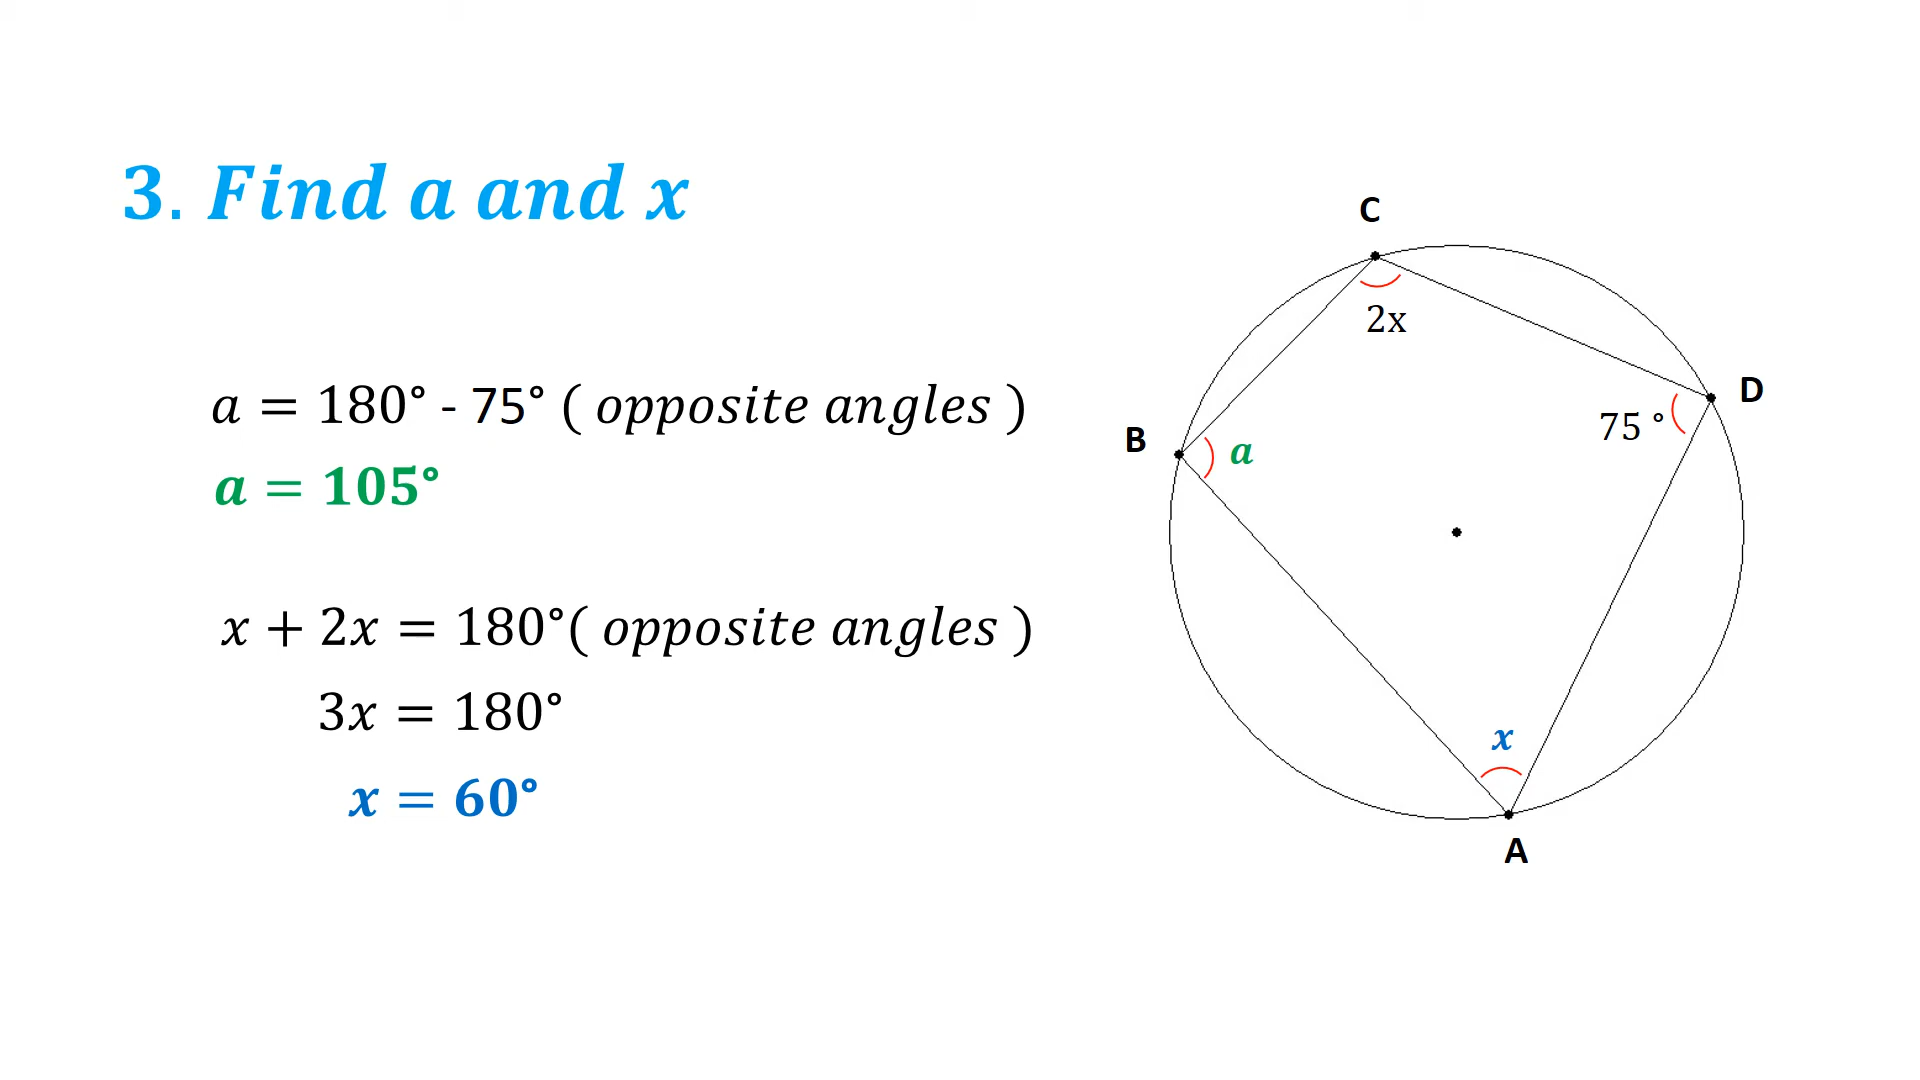 3. Find a and x
a = 180° - 75° ( opposite angles )
a = 105°
x + 2x = 180°( opposite angles )
3x = 180°
x = 60°
C
2x
D
75 °
B
a
x
A